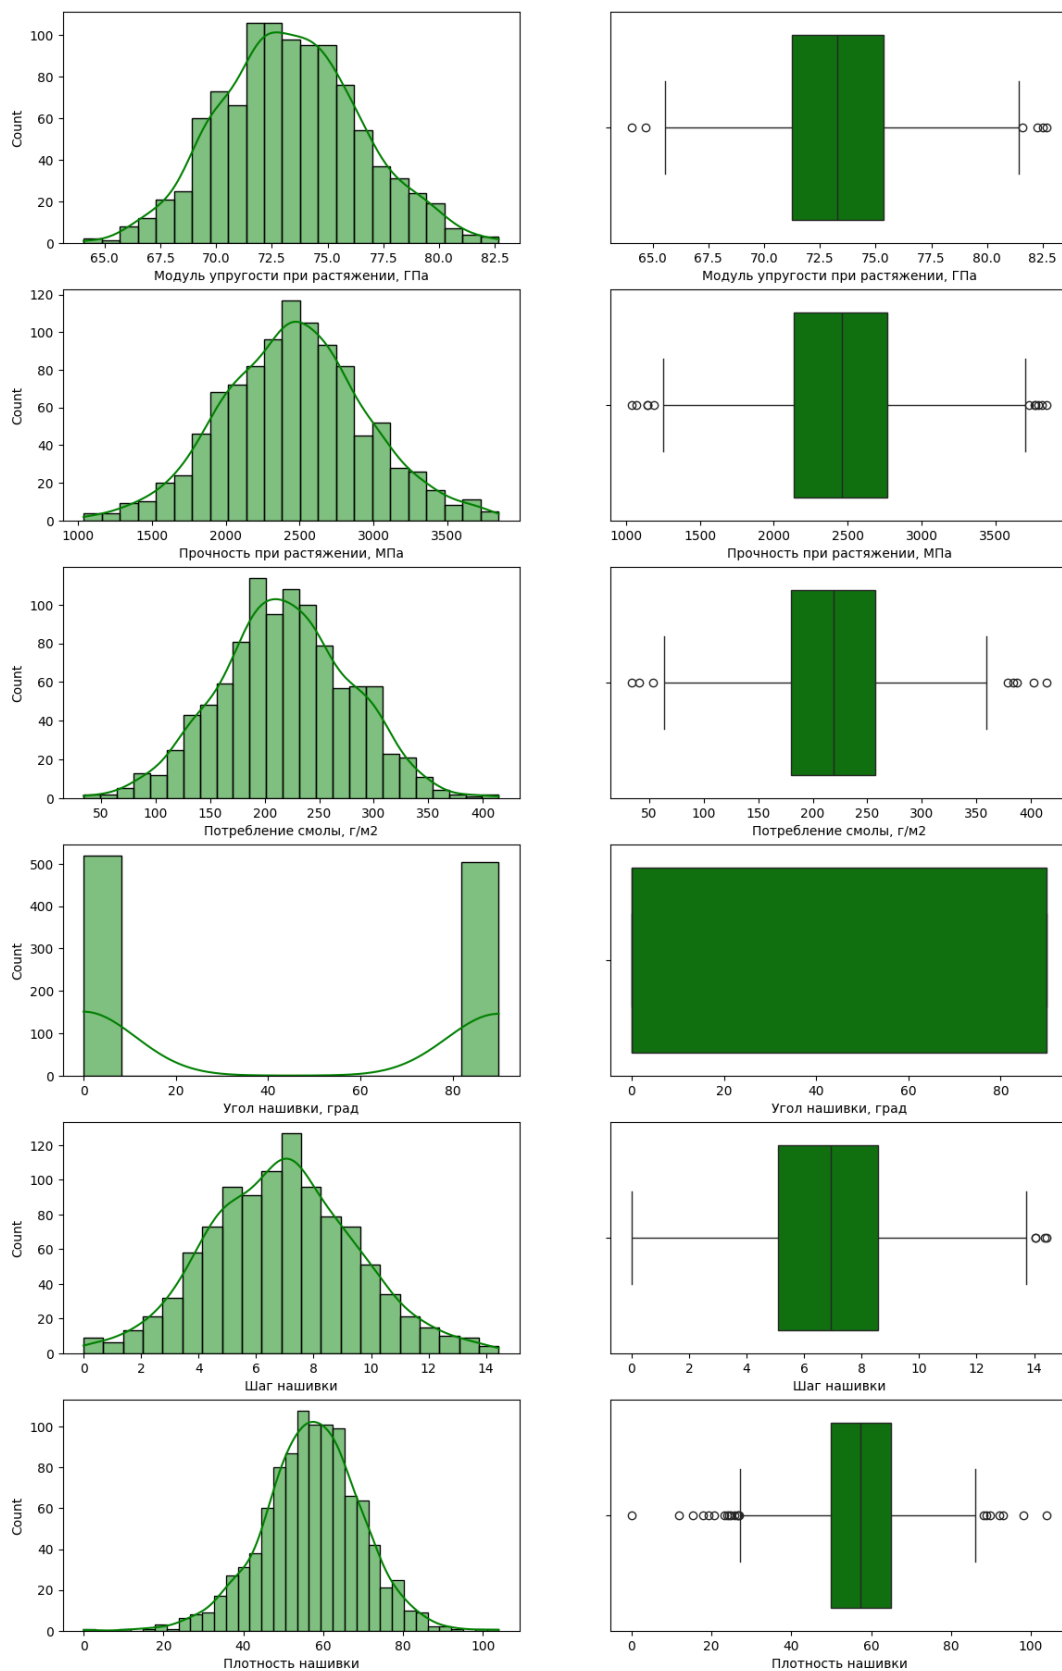 100
80
60
40
20
0
Count
65.0 67.5 70.0 72.5 75.0 77.5 80.0 82.5
Модуль упругости при растяжении, ГПа
65.0 67.5 70.0 72.5 75.0 77.5 80.0 82.5
Модуль упругости при растяжении, ГПа
120
100
80
60
40
20
0
Count
1000 1500 2000 2500 3000 3500
Прочность при растяжении, МПа
1000 1500 2000 2500 3000 3500
Прочность при растяжении, МПа
100
80
60
40
20
0
Count
50 100 150 200 250 300 350 400
Потребление смолы, г/м2
50 100 150 200 250 300 350 400
Потребление смолы, г/м2
500
400
300
200
100
0
Count
0 20 40 60 80
Угол нашивки, град
0 20 40 60 80
Угол нашивки, град
120
100
80
60
40
20
0
Count
0 2 4 6 8 10 12 14
Шаг нашивки
0 2 4 6 8 10 12 14
Шаг нашивки
100
80
60
40
20
0
Count
0 20 40 60 80 100
Плотность нашивки
0 20 40 60 80 100
Плотность нашивки